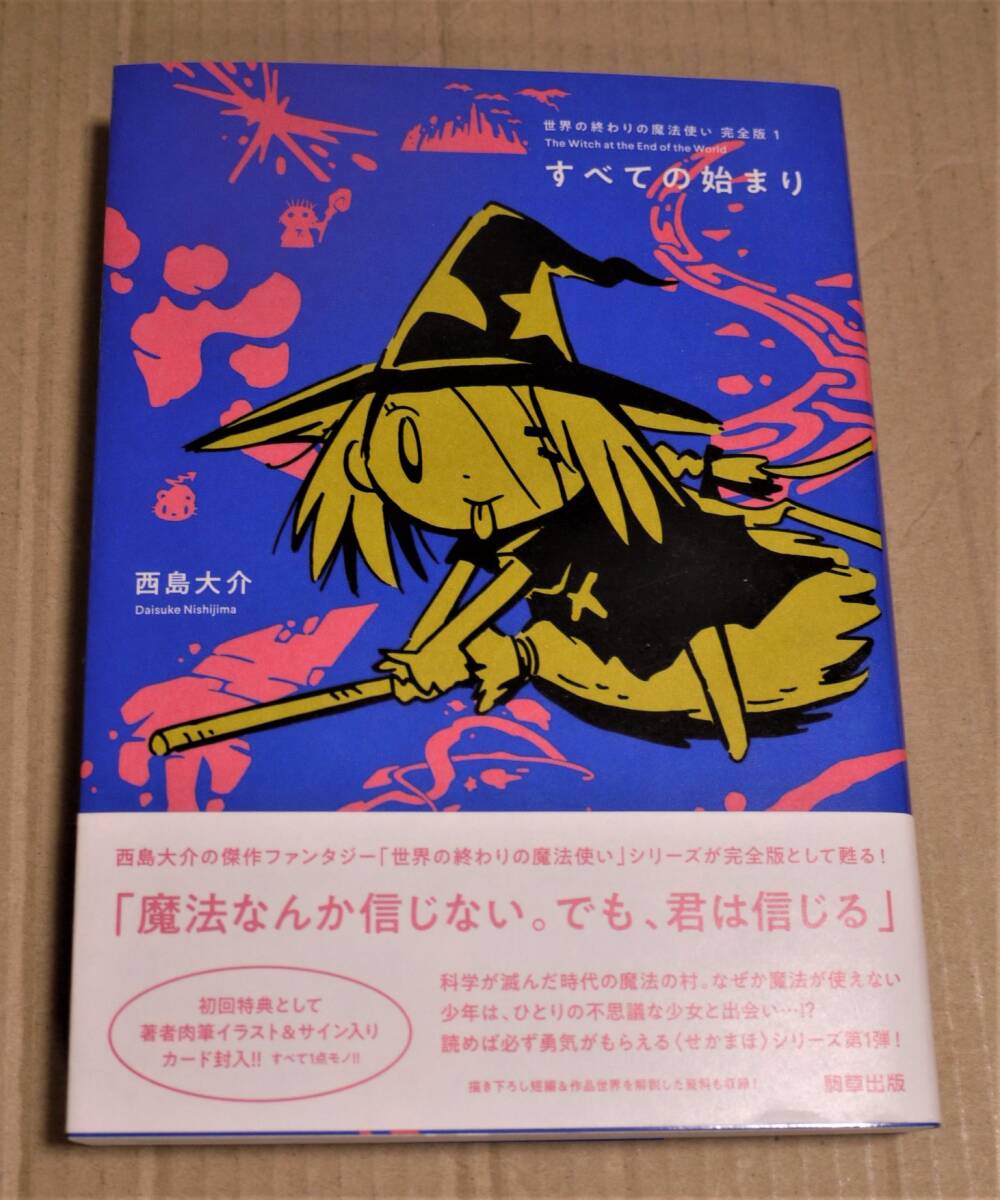 世界の終わりの魔法使い 完全版 1
The Witch at the End of the World
すべての始まり
西島大介
Daisuke Nishijima
西島大介の傑作ファンタジー「世界の終わりの魔法使い」シリーズが完全版として甦る!
「魔法なんか信じない。でも、君は信じる」
初回特典として
著者肉筆イラスト&サイン入り
カード封入!! すべて1点モノ!!
科学が滅んだ時代の魔法の村。なぜか魔法が使えない
少年は、ひとりの不思議な少女と出会い…!?
読めば必ず勇気がもらえる〈せかまほ〉シリーズ第1弾!
描き下ろし短編&作品世界を解剖した資料も収録!
駒草出版